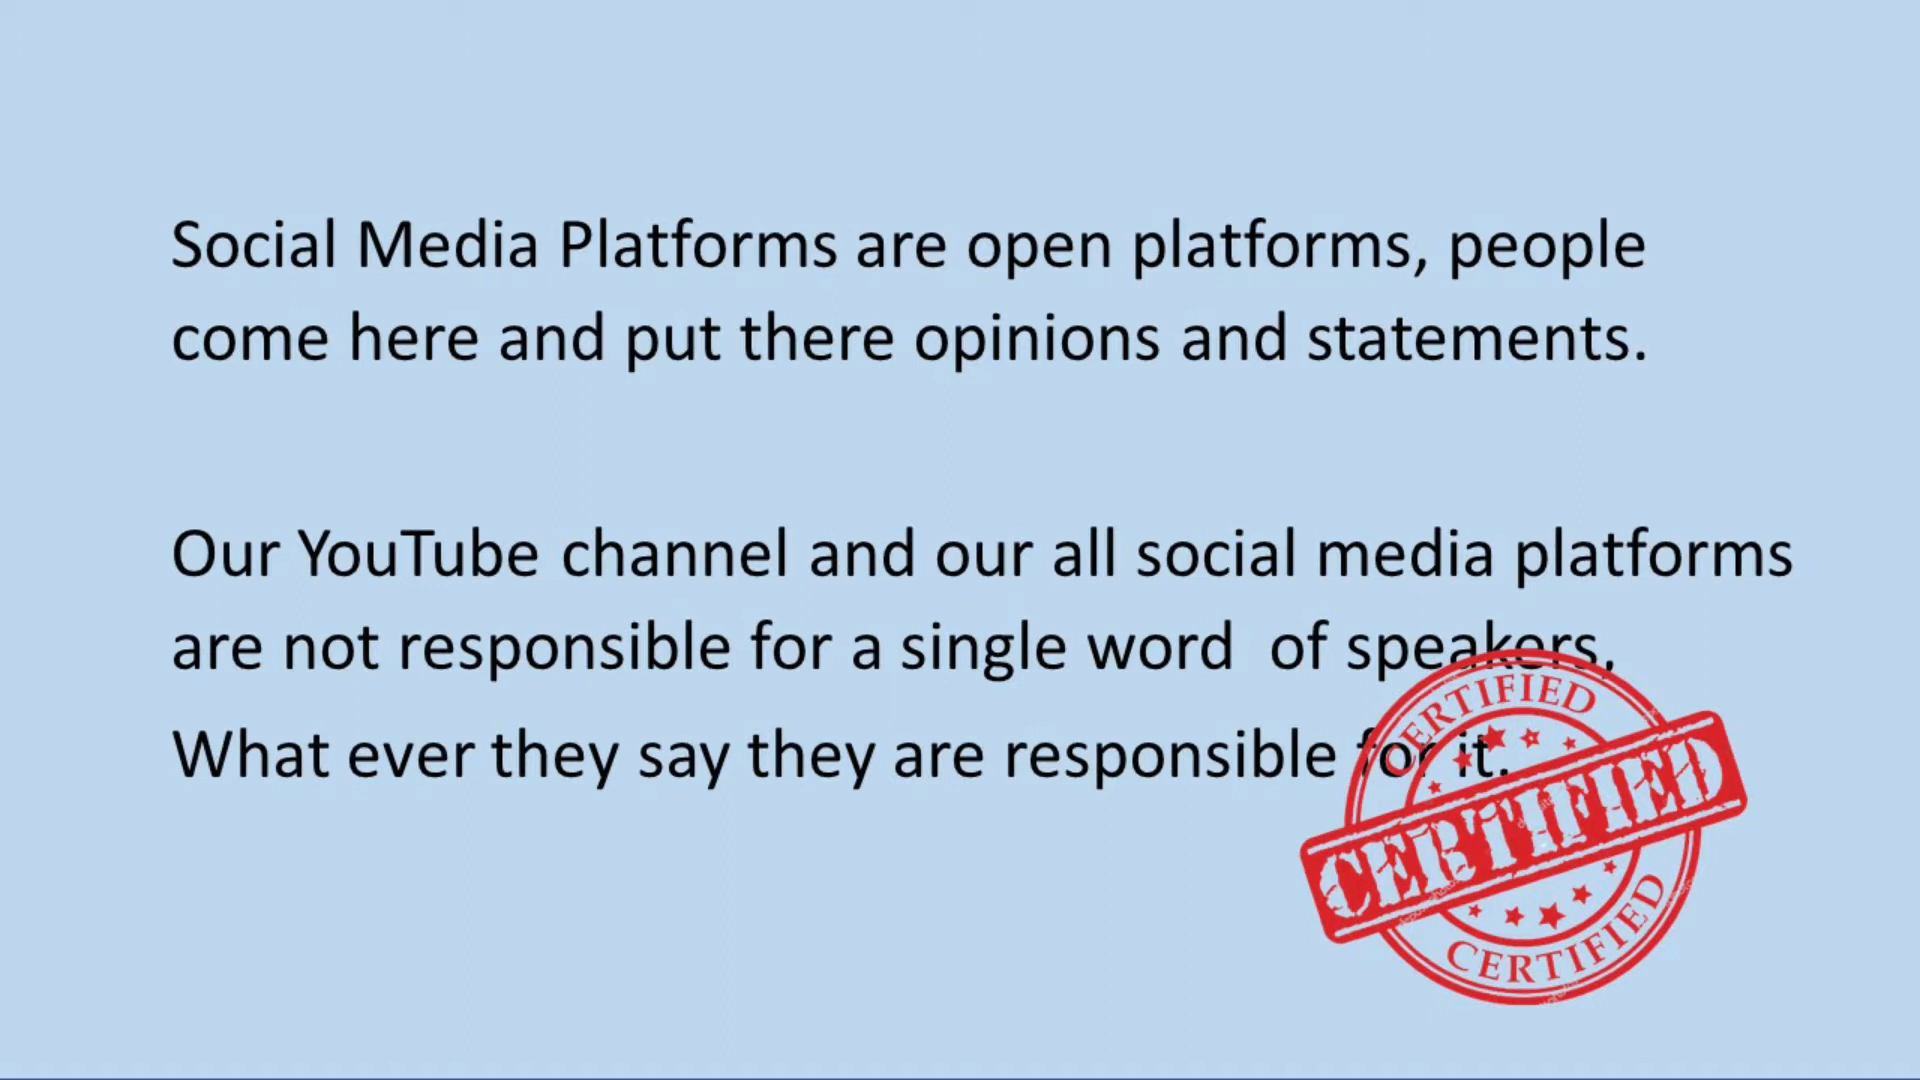 Social Media Platforms are open platforms, people
come here and put there opinions and statements.
Our YouTube channel and our all social media platforms
are not responsible for a single word  of speakers,
What ever they say they are responsible for it.
CERTIFIED
CERTIFIED
CERTIFIED